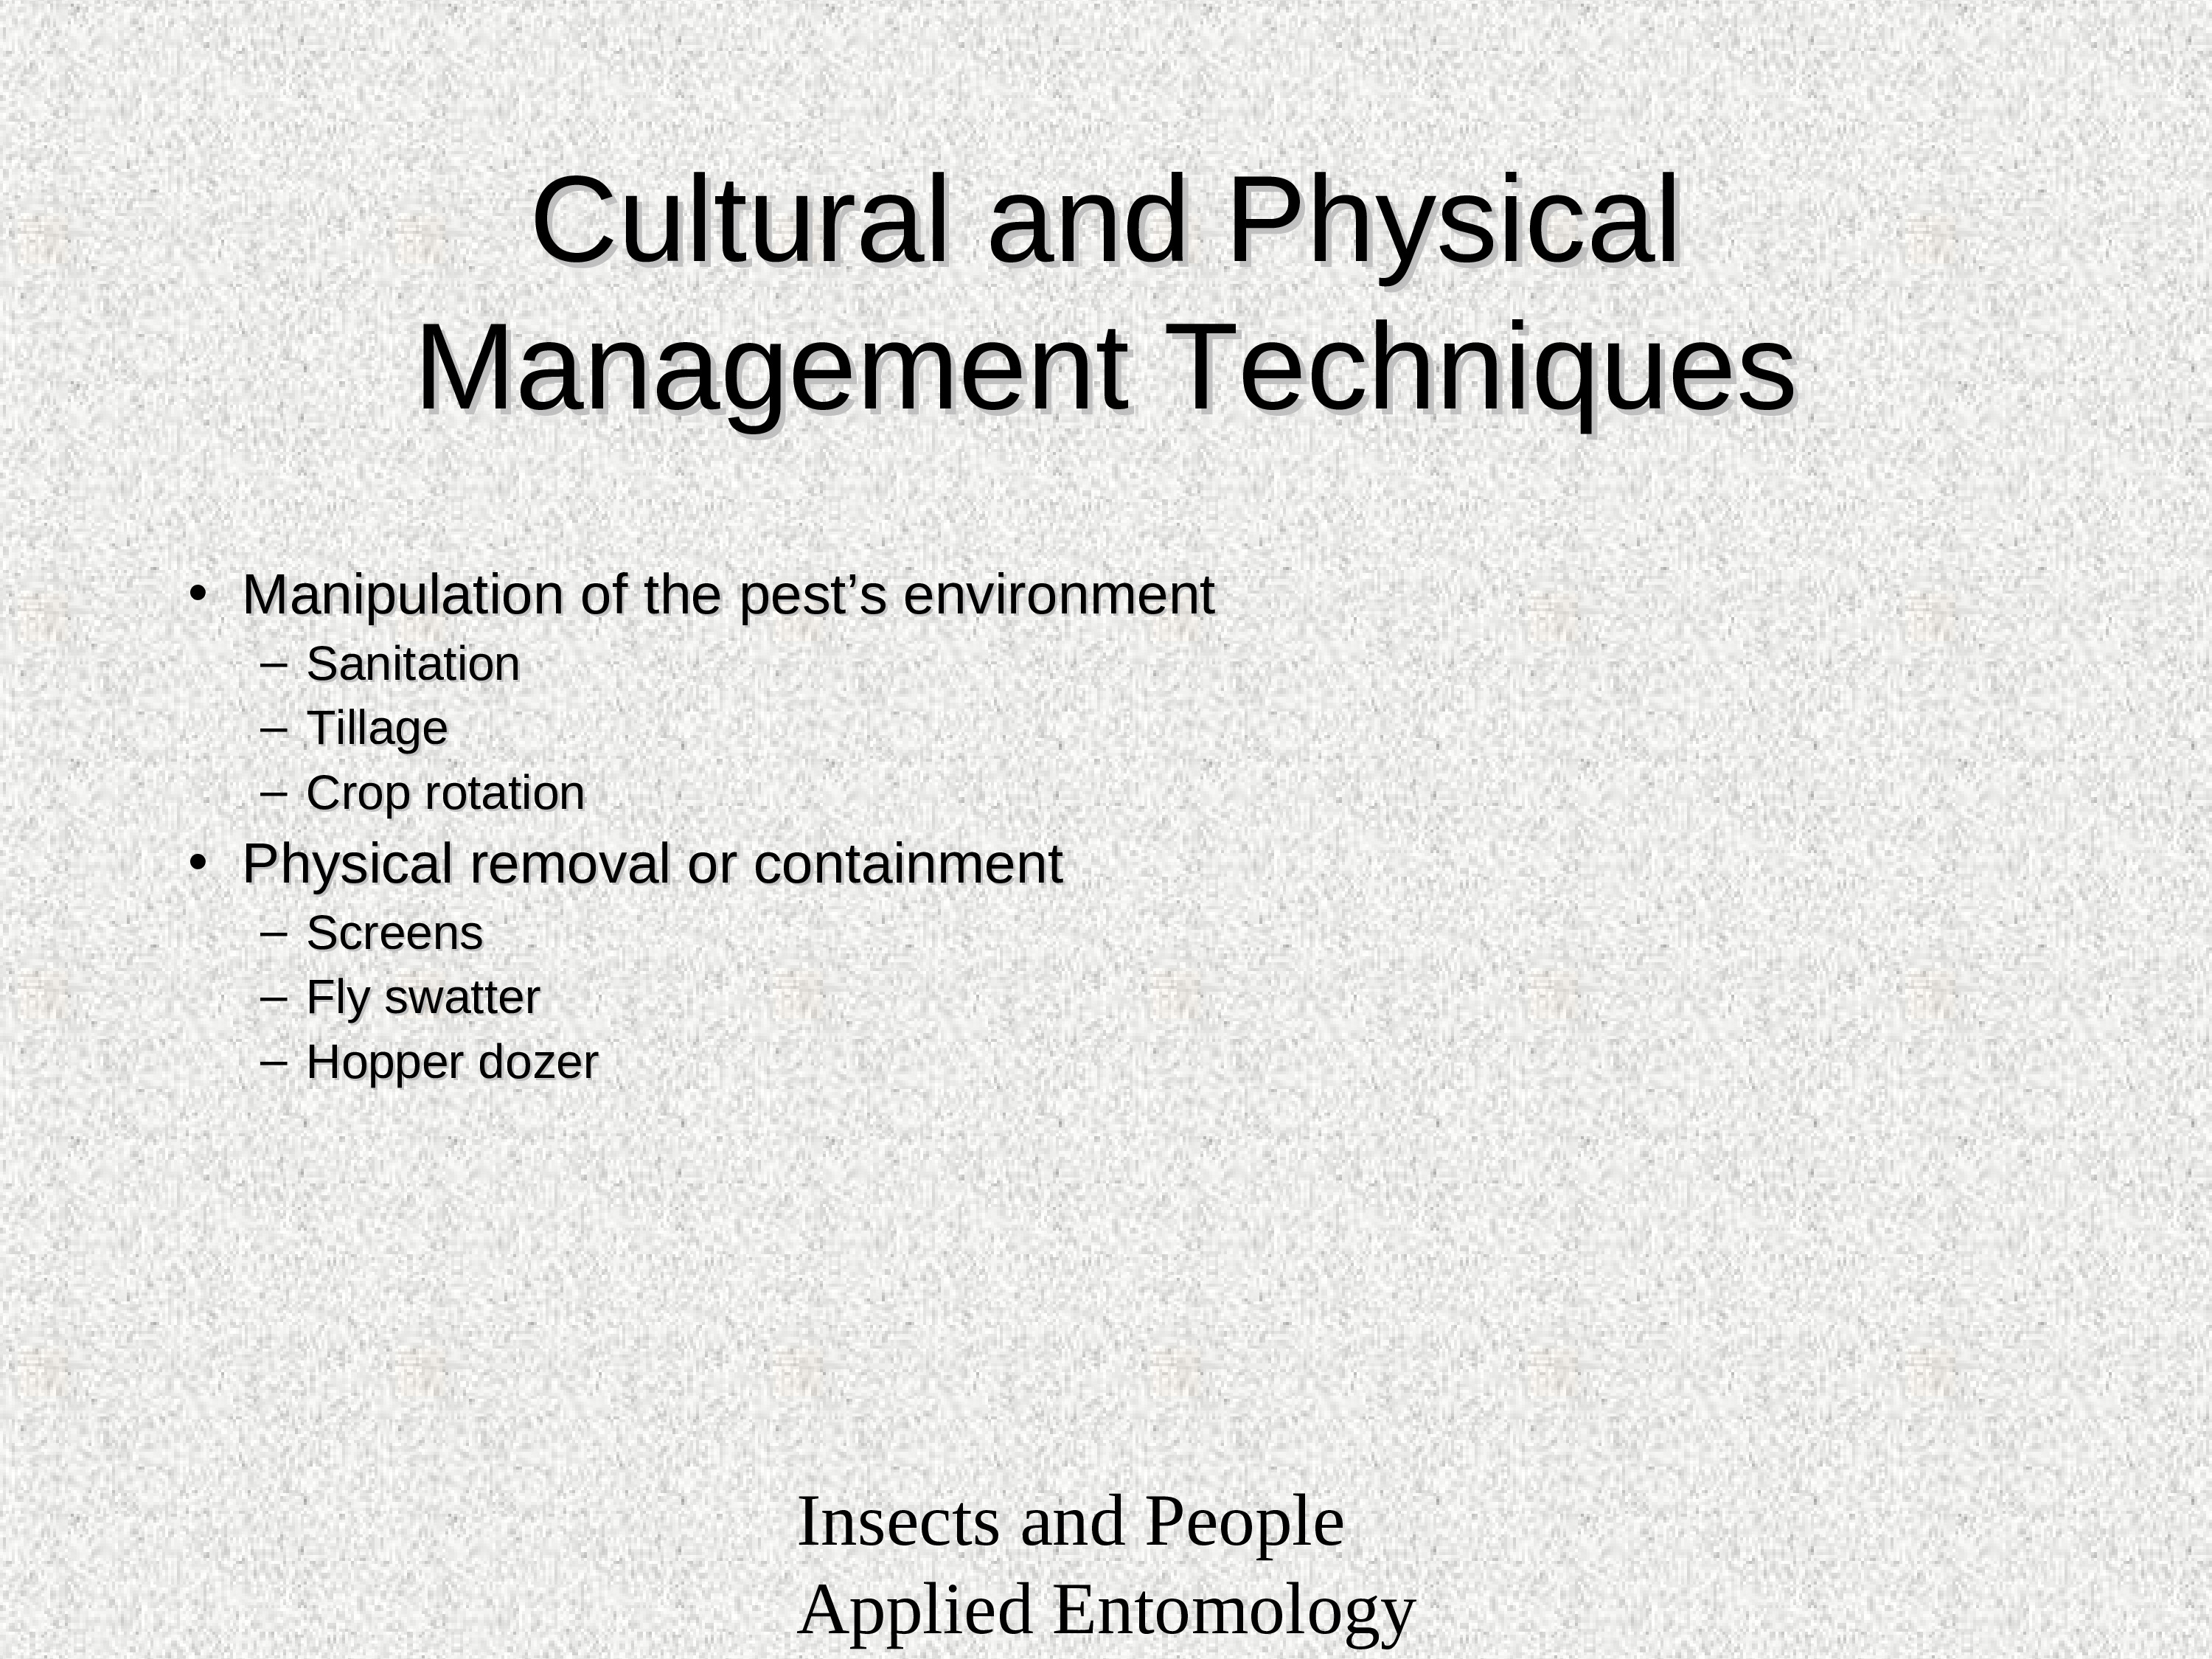 Cultural and Physical
Management Techniques
• Manipulation of the pest’s environment
– Sanitation
– Tillage
– Crop rotation
• Physical removal or containment
– Screens
– Fly swatter
– Hopper dozer
Insects and People
Applied Entomology